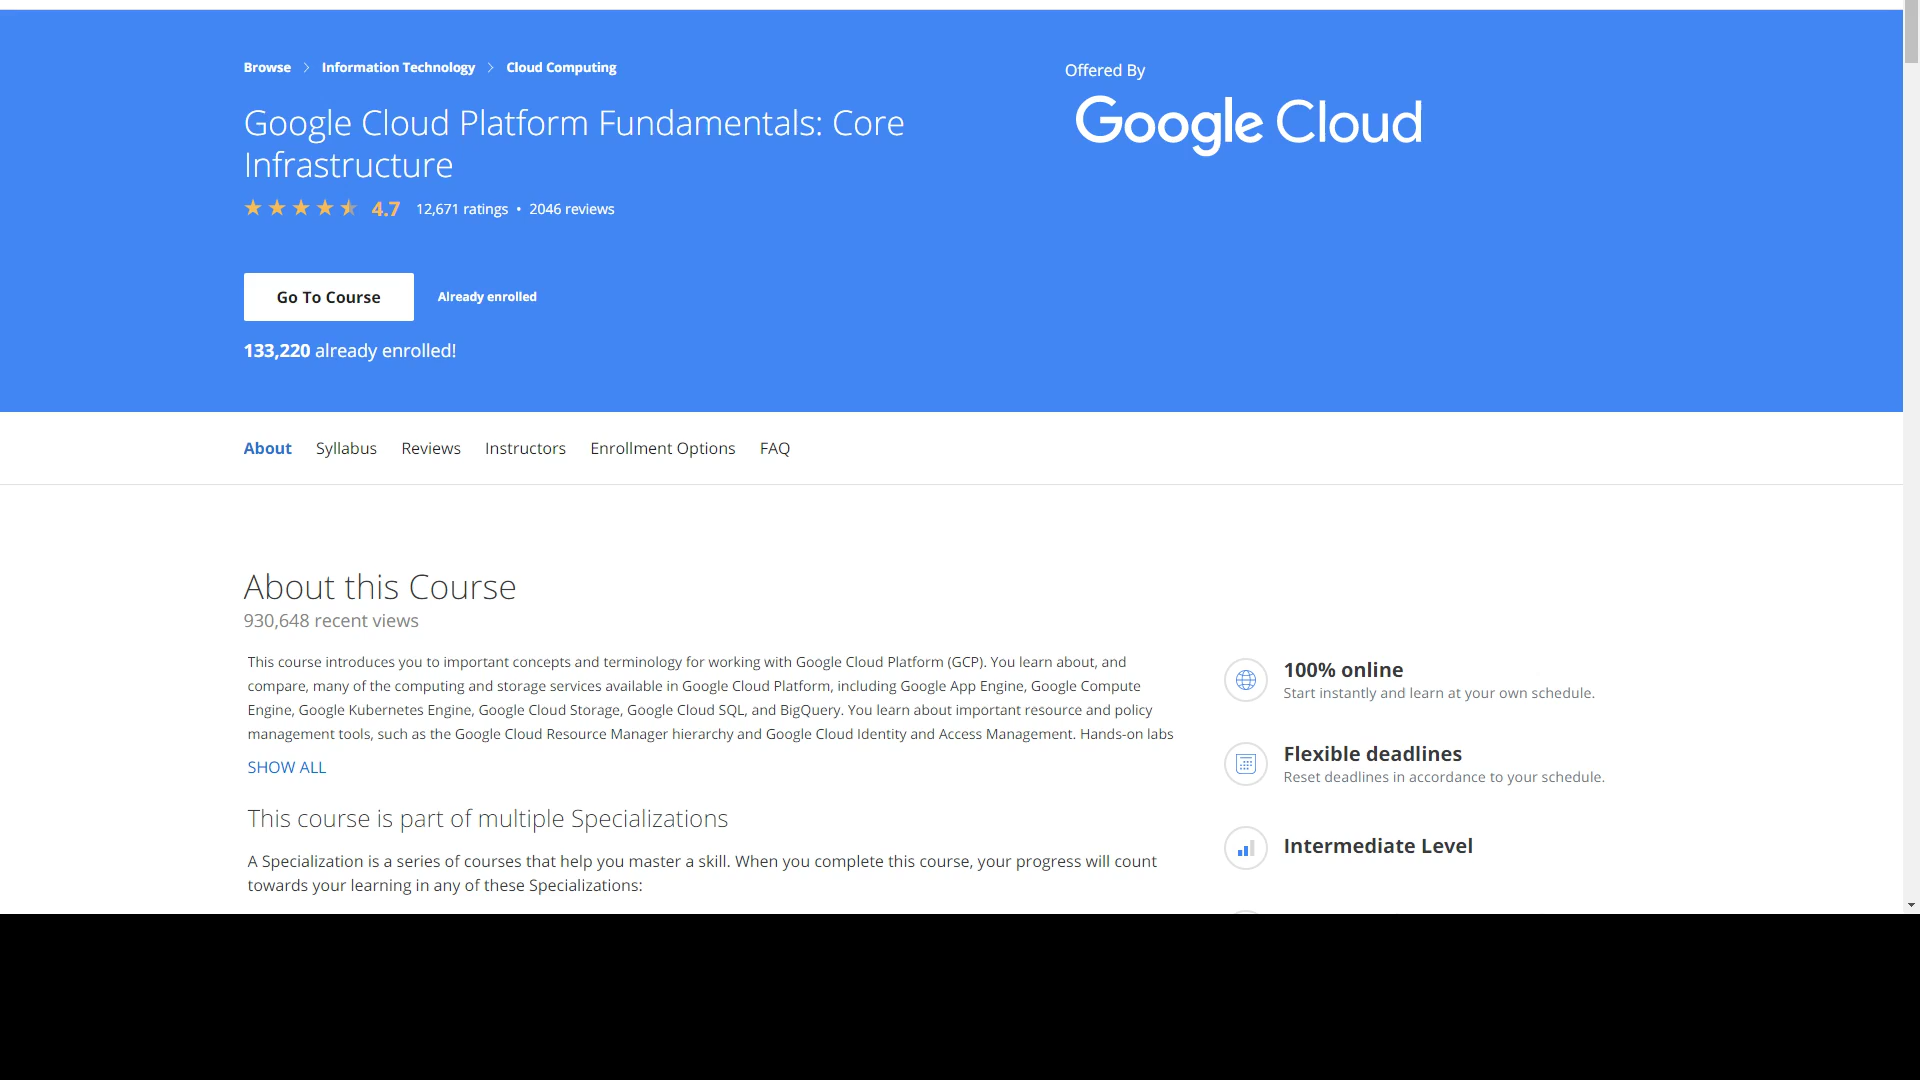 Browse > Information Technology > Cloud Computing
Offered By
Google Cloud
Google Cloud Platform Fundamentals: Core
Infrastructure
4.7 12,671 ratings • 2046 reviews
Go To Course Already enrolled
133,220 already enrolled!
About Syllabus Reviews Instructors Enrollment Options FAQ
About this Course
930,648 recent views
This course introduces you to important concepts and terminology for working with Google Cloud Platform (GCP). You learn about, and
compare, many of the computing and storage services available in Google Cloud Platform, including Google App Engine, Google Compute
Engine, Google Kubernetes Engine, Google Cloud Storage, Google Cloud SQL, and BigQuery. You learn about important resource and policy
management tools, such as the Google Cloud Resource Manager hierarchy and Google Cloud Identity and Access Management. Hands-on labs
SHOW ALL
This course is part of multiple Specializations
A Specialization is a series of courses that help you master a skill. When you complete this course, your progress will count
towards your learning in any of these Specializations:
100% online
Start instantly and learn at your own schedule.
Flexible deadlines
Reset deadlines in accordance to your schedule.
Intermediate Level